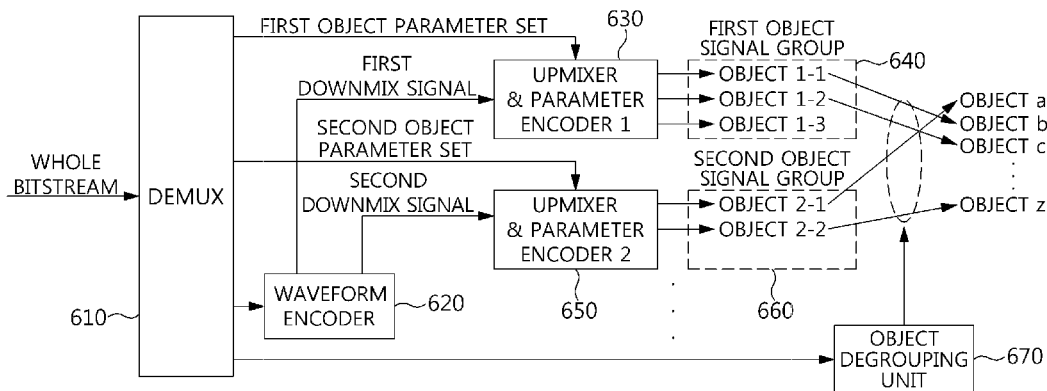 FIRST OBJECT PARAMETER SET
630
FIRST OBJECT
SIGNAL GROUP
640
FIRST
DOWNMIX SIGNAL
UPMIXER
& PARAMETER
ENCODER 1
OBJECT 1-1
OBJECT 1-2
OBJECT 1-3
OBJECT a
OBJECT b
OBJECT c
OBJECT z
SECOND OBJECT
PARAMETER SET
SECOND OBJECT
SIGNAL GROUP
WHOLE
BITSTREAM
DEMUX
SECOND
DOWNMIX SIGNAL
UPMIXER
& PARAMETER
ENCODER 2
OBJECT 2-1
OBJECT 2-2
610
WAVEFORM
ENCODER
620
650
660
OBJECT
DEGROUPING
UNIT
670